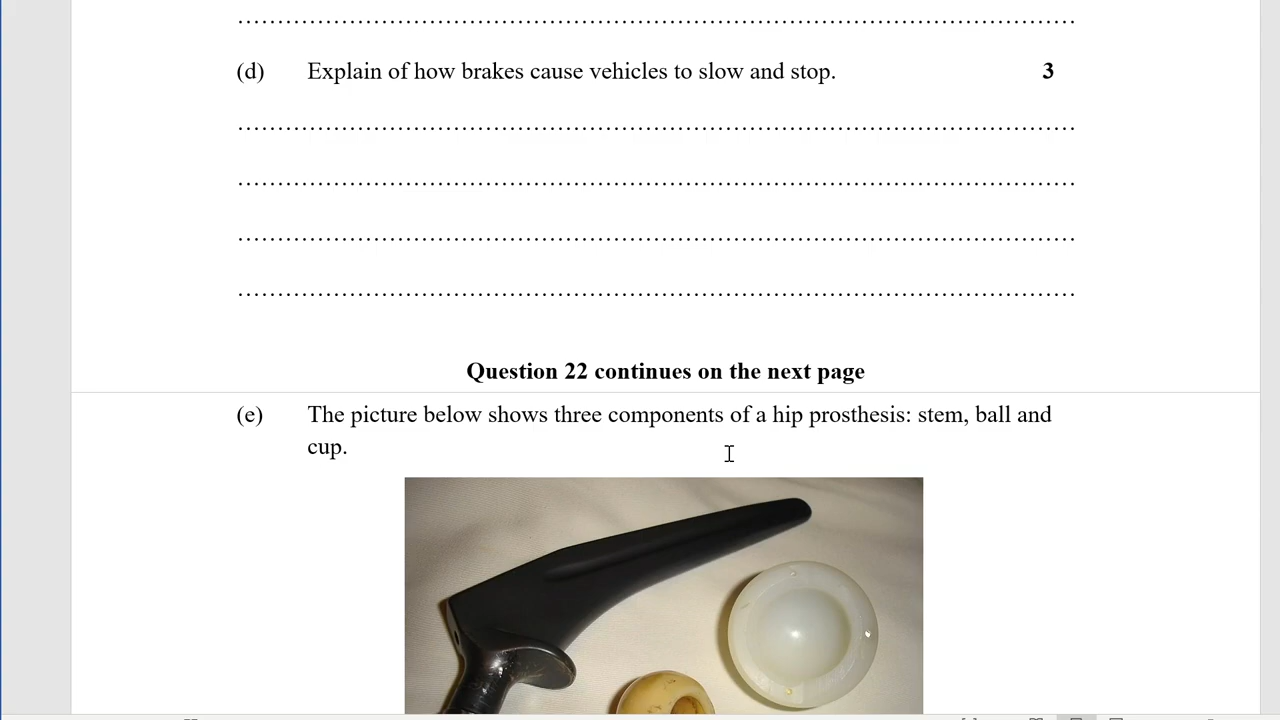 ................................................................................................................
(d) Explain of how brakes cause vehicles to slow and stop. 3
................................................................................................................
................................................................................................................
................................................................................................................
................................................................................................................
Question 22 continues on the next page
(e) The picture below shows three components of a hip prosthesis: stem, ball and
cup.